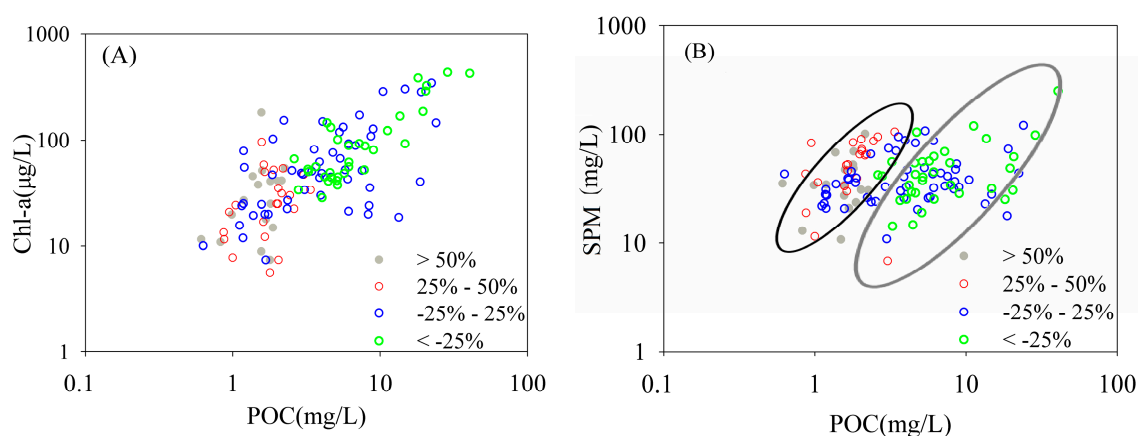 (A)
Chl-a(µg/L)
1000
100
10
1
0.1
1
10
100
POC(mg/L)
> 50%
25% - 50%
-25% - 25%
< -25%
(B)
SPM (mg/L)
1000
100
10
1
0.1
1
10
100
POC(mg/L)
> 50%
25% - 50%
-25% - 25%
< -25%